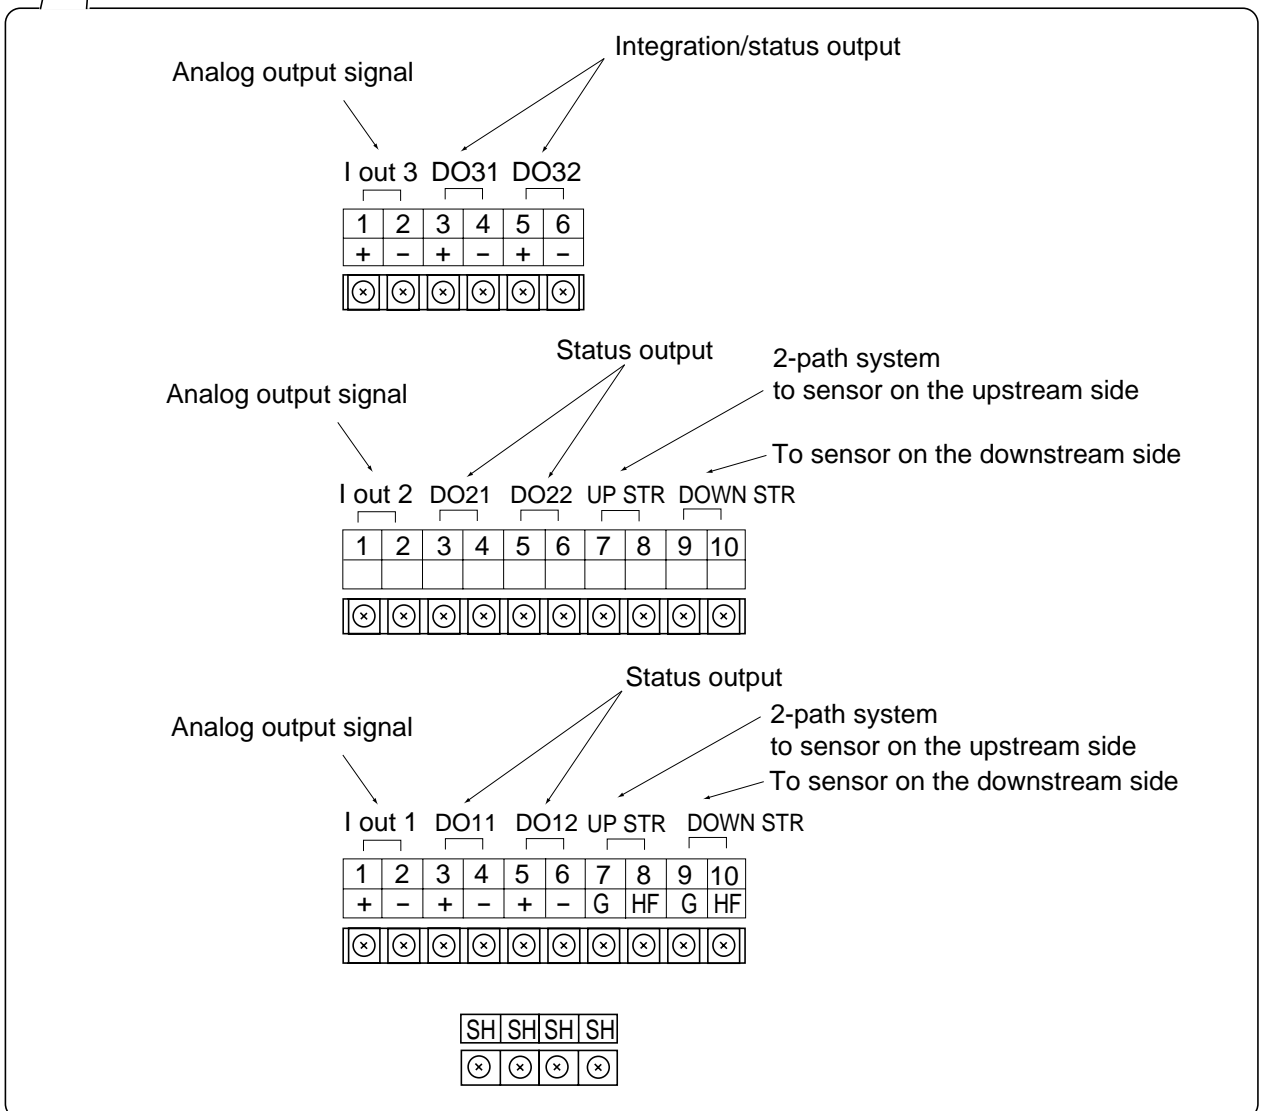 Integration/status output
Analog output signal
I out 3 DO31 DO32
1 2 3 4 5 6
+ − + − + −
Status output
2-path system
to sensor on the upstream side
Analog output signal
To sensor on the downstream side
I out 2 DO21 DO22 UP STR DOWN STR
1 2 3 4 5 6 7 8 9 10
Status output
2-path system
to sensor on the upstream side
Analog output signal
To sensor on the downstream side
I out 1 DO11 DO12 UP STR DOWN STR
1 2 3 4 5 6 7 8 9 10
+ − + − + − G HF G HF
SH SH SH SH